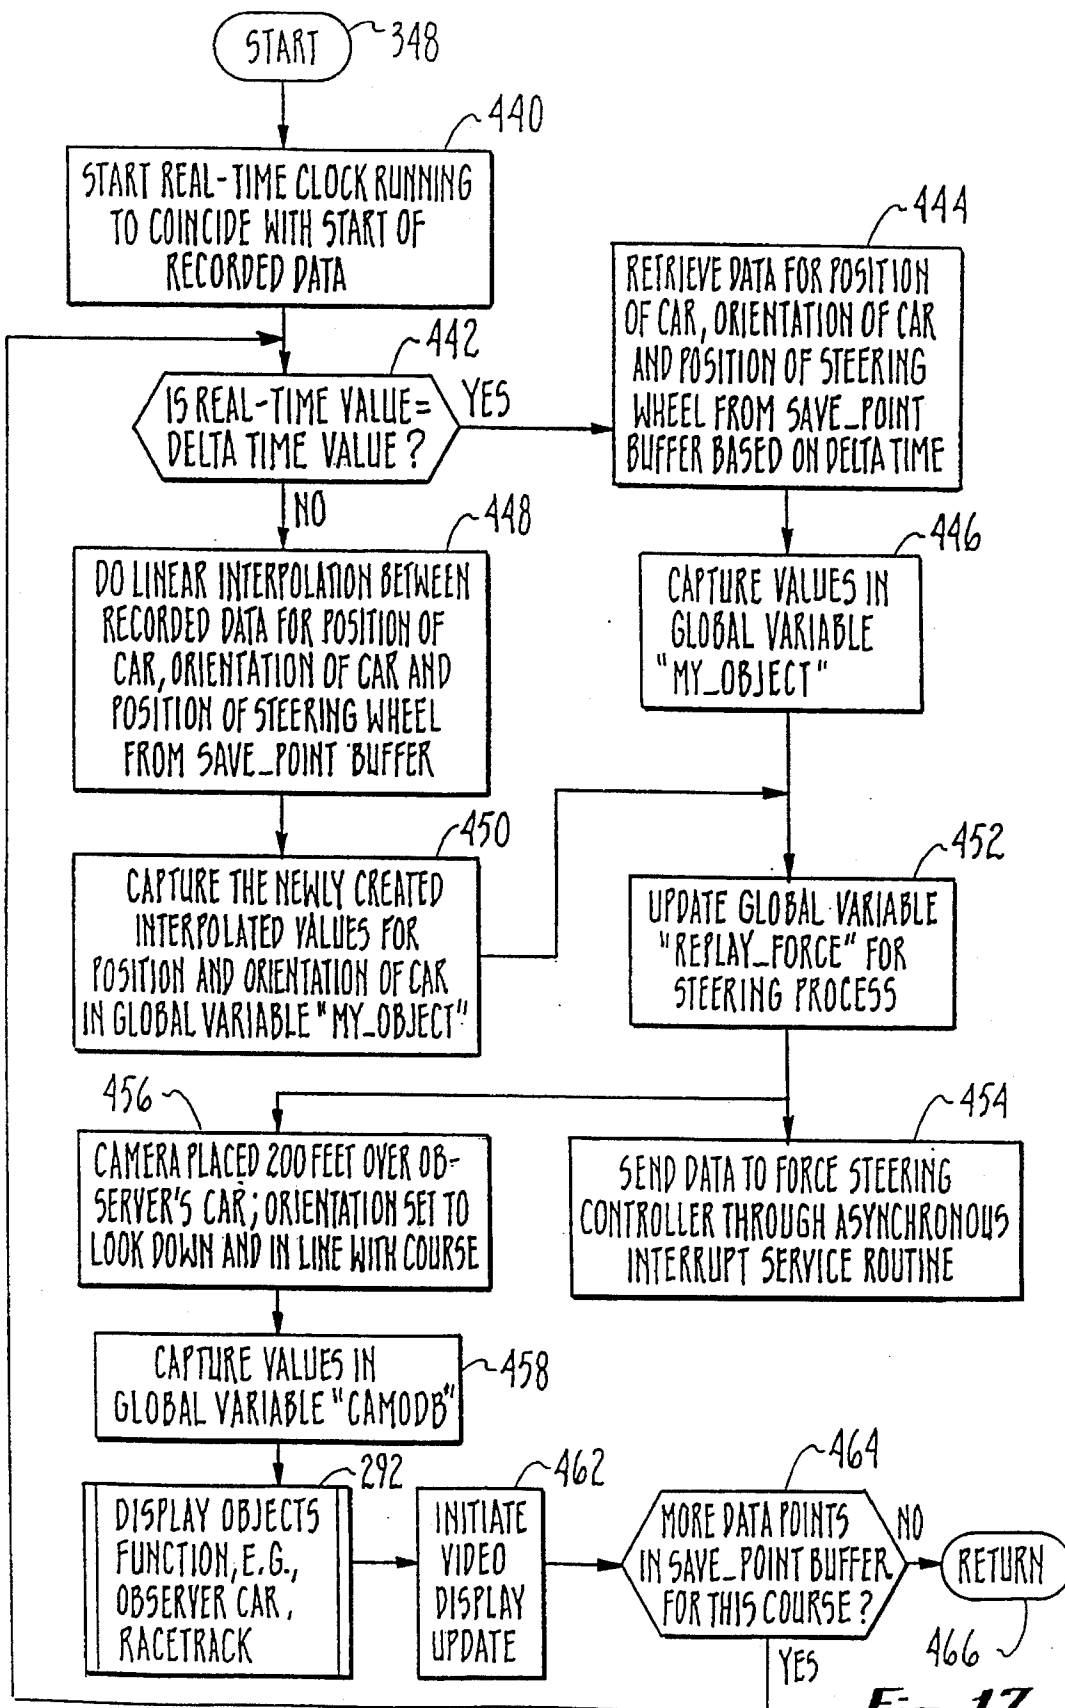 START
348
440
START REAL-TIME CLOCK RUNNING
TO COINCIDE WITH START OF
RECORDED DATA
442
IS REAL-TIME VALUE=
DELTA TIME VALUE?
YES
NO
444
RETRIEVE DATA FOR POSITION
OF CAR, ORIENTATION OF CAR
AND POSITION OF STEERING
WHEEL FROM SAVE_POINT
BUFFER BASED ON DELTA TIME
446
CAPTURE VALUES IN
GLOBAL VARIABLE
"MY_OBJECT"
448
DO LINEAR INTERPOLATION BETWEEN
RECORDED DATA FOR POSITION OF
CAR, ORIENTATION OF CAR AND
POSITION OF STEERING WHEEL
FROM SAVE_POINT BUFFER
450
CAPTURE THE NEWLY CREATED
INTERPOLATED VALUES FOR
POSITION AND ORIENTATION OF CAR
IN GLOBAL VARIABLE "MY_OBJECT"
452
UPDATE GLOBAL VARIABLE
"REPLAY_FORCE" FOR
STEERING PROCESS
454
SEND DATA TO FORCE STEERING
CONTROLLER THROUGH ASYNCHRONOUS
INTERRUPT SERVICE ROUTINE
456
CAMERA PLACED 200 FEET OVER OB-
SERVER'S CAR; ORIENTATION SET TO
LOOK DOWN AND IN LINE WITH COURSE
CAPTURE VALUES IN
GLOBAL VARIABLE "CAMODB"
458
292
DISPLAY OBJECTS
FUNCTION, E.G.,
OBSERVER CAR,
RACETRACK
462
INITIATE
VIDEO
DISPLAY
UPDATE
464
MORE DATA POINTS
IN SAVE_POINT BUFFER
FOR THIS COURSE?
NO
YES
RETURN
466